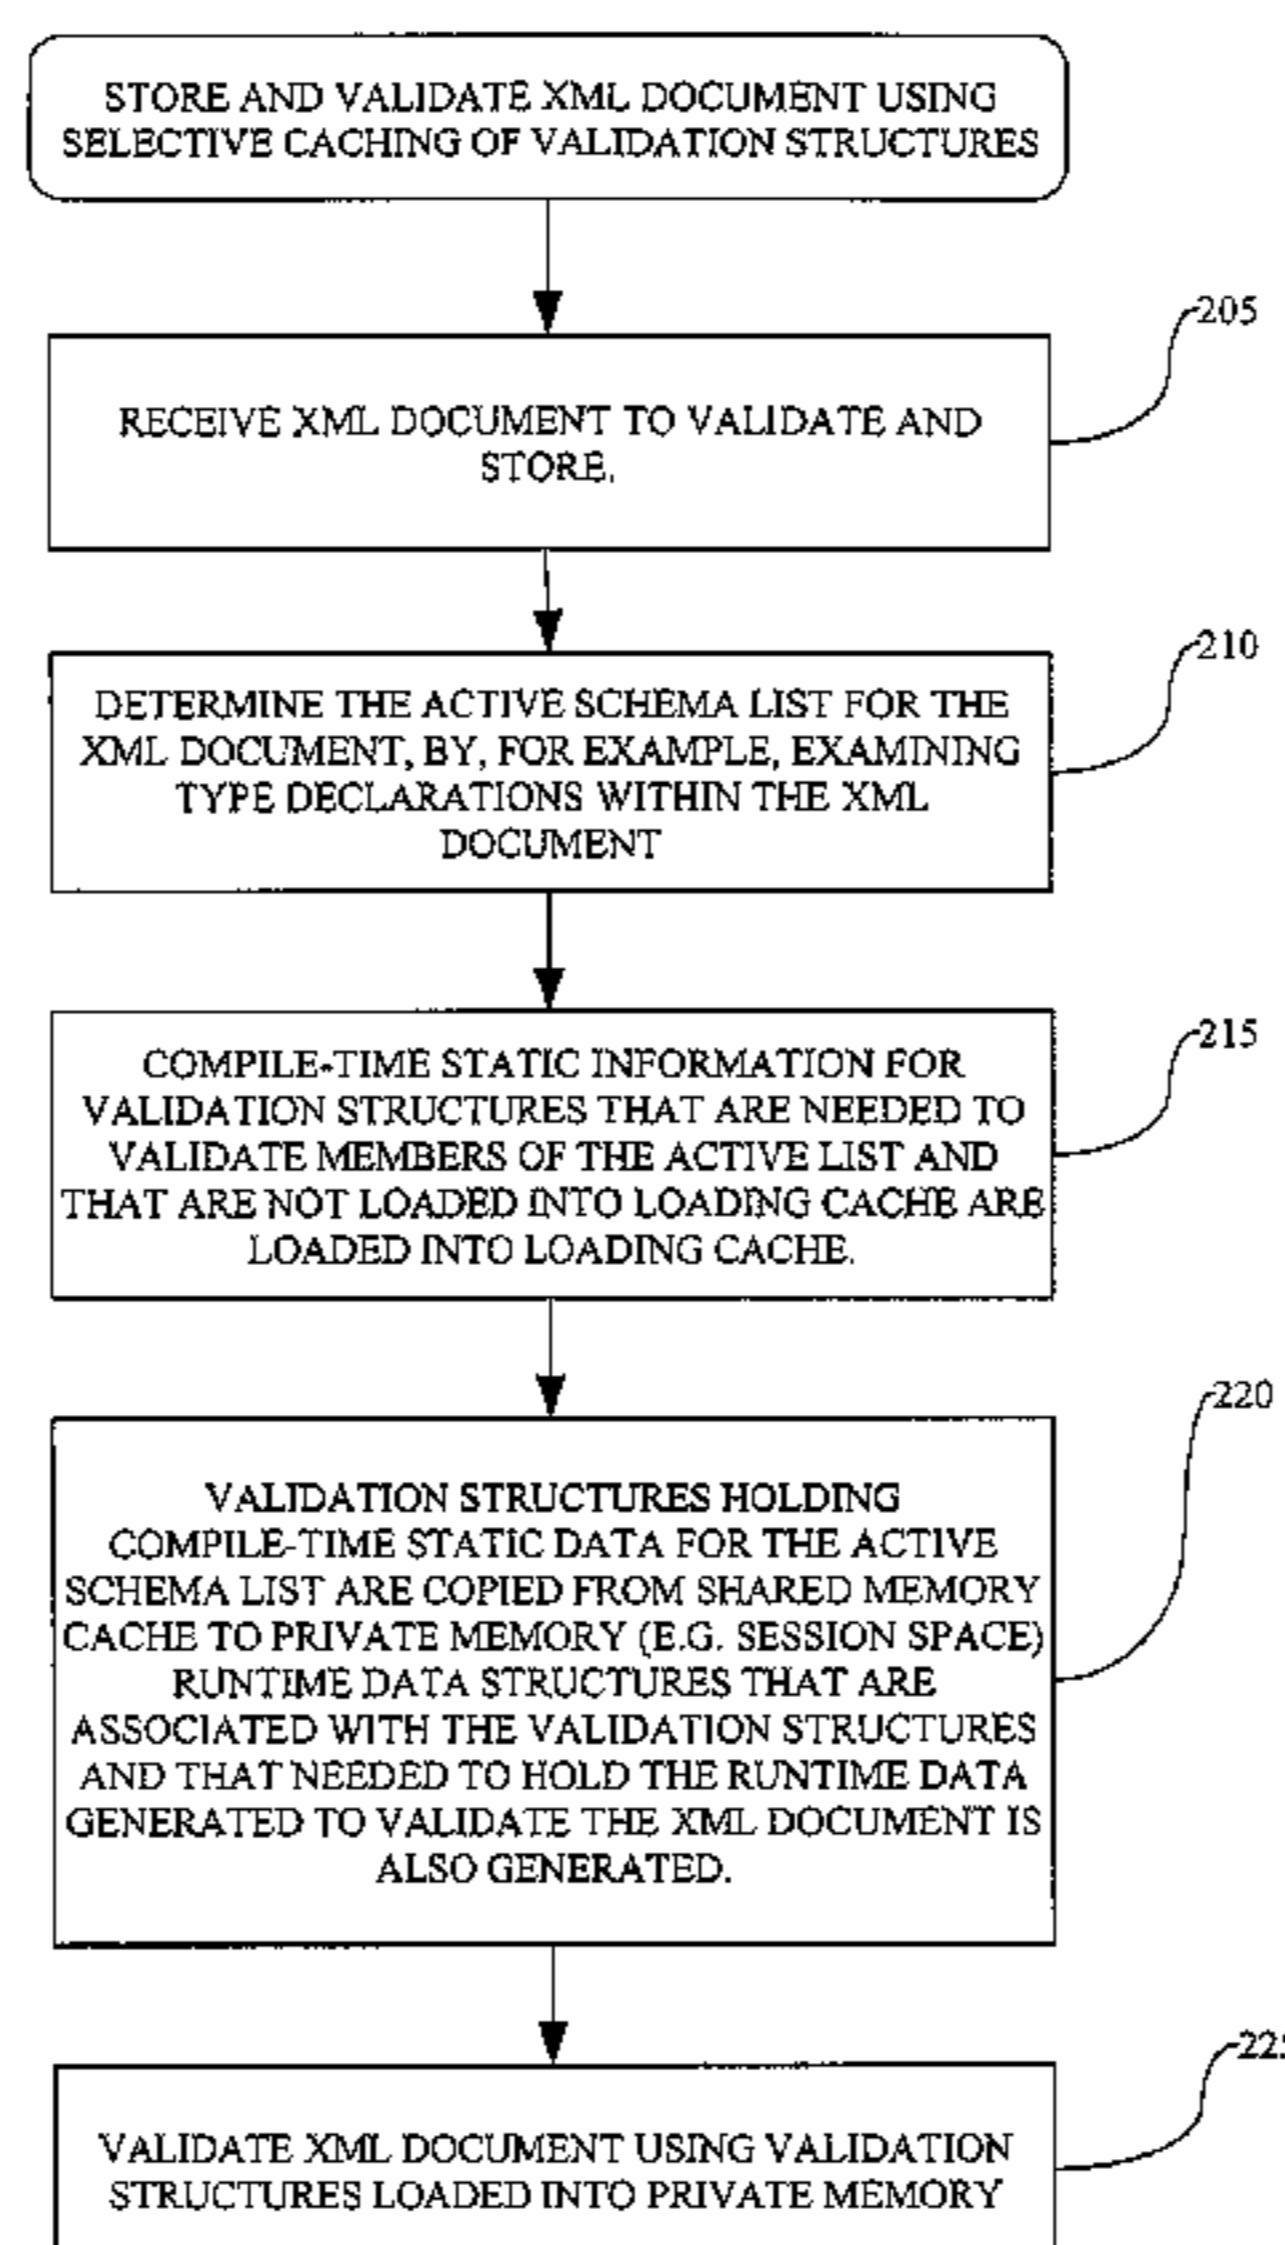 STORE AND VALIDATE XML DOCUMENT USING
SELECTIVE CACHING OF VALIDATION STRUCTURES
205
RECEIVE XML DOCUMENT TO VALIDATE AND
STORE.
210
DETERMINE THE ACTIVE SCHEMA LIST FOR THE
XML DOCUMENT, BY, FOR EXAMPLE, EXAMINING
TYPE DECLARATIONS WITHIN THE XML
DOCUMENT
215
COMPILE-TIME STATIC INFORMATION FOR
VALIDATION STRUCTURES THAT ARE NEEDED TO
VALIDATE MEMBERS OF THE ACTIVE LIST AND
THAT ARE NOT LOADED INTO LOADING CACHE ARE
LOADED INTO LOADING CACHE.
220
VALIDATION STRUCTURES HOLDING
COMPILE-TIME STATIC DATA FOR THE ACTIVE
SCHEMA LIST ARE COPIED FROM SHARED MEMORY
CACHE TO PRIVATE MEMORY (E.G. SESSION SPACE)
RUNTIME DATA STRUCTURES THAT ARE
ASSOCIATED WITH THE VALIDATION STRUCTURES
AND THAT NEEDED TO HOLD THE RUNTIME DATA
GENERATED TO VALIDATE THE XML DOCUMENT IS
ALSO GENERATED.
225
VALIDATE XML DOCUMENT USING VALIDATION
STRUCTURES LOADED INTO PRIVATE MEMORY